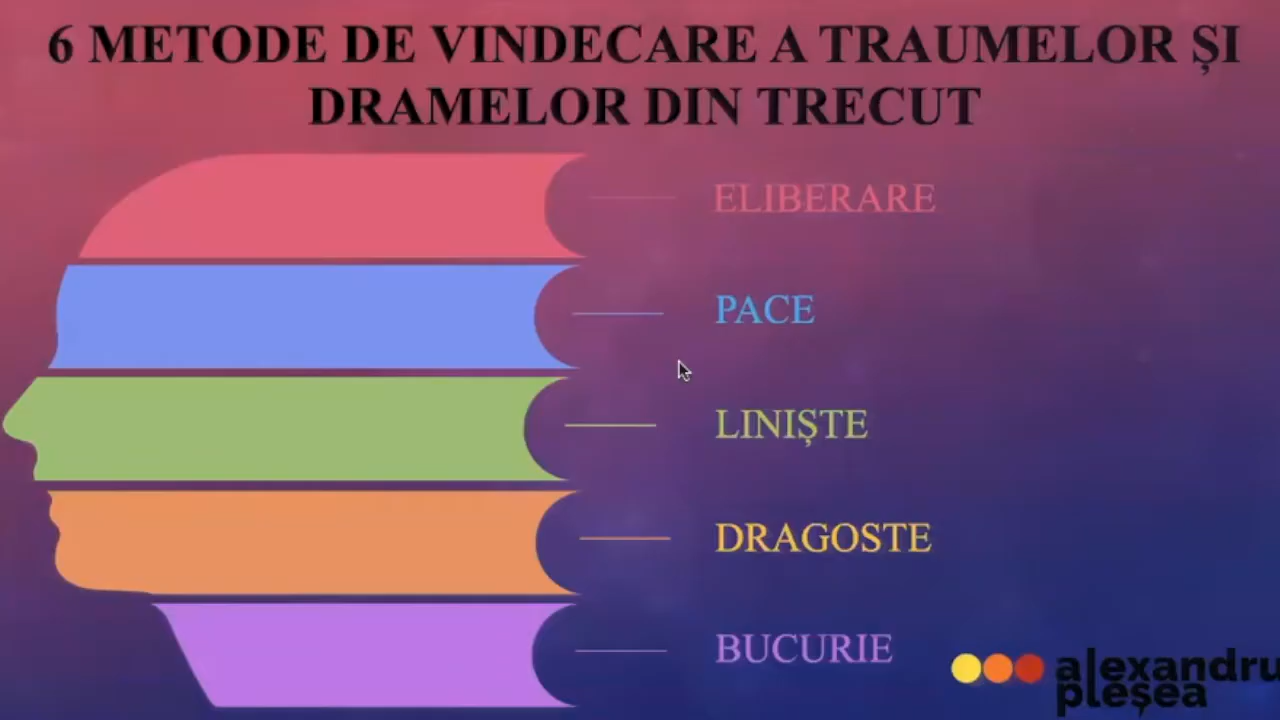 6 METODE DE VINDECARE A TRAUMELOR ȘI
DRAMELOR DIN TRECUT
ELIBERARE
PACE
LINIȘTE
DRAGOSTE
BUCURIE
alexandru
pleșea